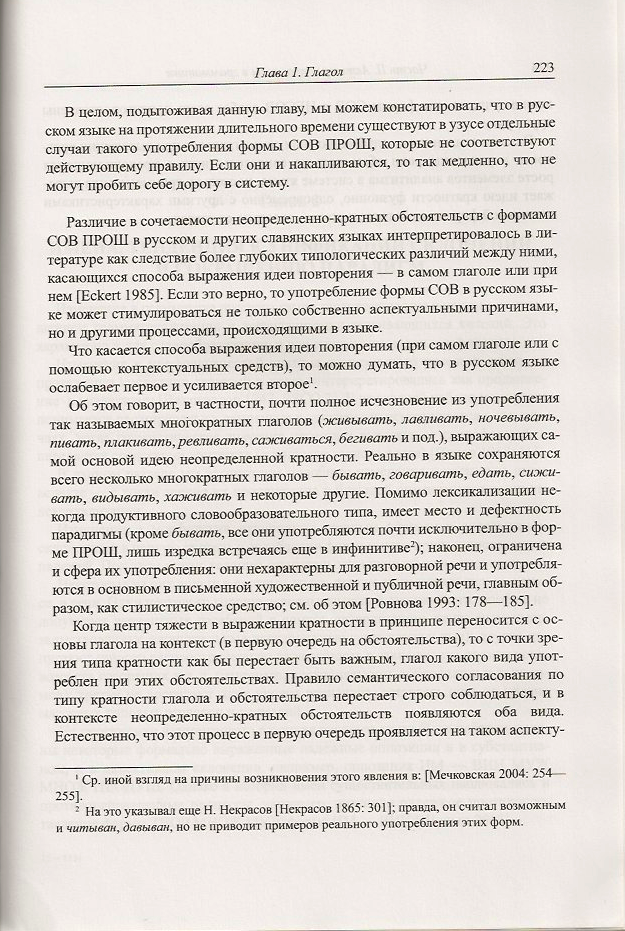 Глава 1. Глагол 223
В целом, подытоживая данную главу, мы можем констатировать, что в рус-
ском языке на протяжении длительного времени существуют в узусе отдельные
случаи такого употребления формы СОВ ПРОШ, которые не соответствуют
действующему правилу. Если они и накапливаются, то так медленно, что не
могут пробить себе дорогу в систему.
Различие в сочетаемости неопределенно-кратных обстоятельств с формами
СОВ ПРОШ в русском и других славянских языках интерпретировалось в ли-
тературе как следствие более глубоких типологических различий между ними,
касающихся способа выражения идеи повторения — в самом глаголе или при
нем [Eckert 1985]. Если это верно, то употребление формы СОВ в русском язы-
ке может стимулироваться не только собственно аспектуальными причинами,
но и другими процессами, происходящими в языке.
Что касается способа выражения идеи повторения (при самом глаголе или с
помощью контекстуальных средств), то можно думать, что в русском языке
ослабевает первое и усиливается второе¹.
Об этом говорит, в частности, почти полное исчезновение из употребления
так называемых многократных глаголов (живывать, лавливать, ночевывать,
пивать, плакивать, ревливать, саживаться, бегивать и под.), выражающих са-
мой основой идею неопределенной кратности. Реально в языке сохраняются
всего несколько многократных глаголов — бывать, говаривать, едать, сижи-
вать, видывать, хаживать и некоторые другие. Помимо лексикализации не-
когда продуктивного словообразовательного типа, имеет место и дефектность
парадигмы (кроме бывать, все они употребляются почти исключительно в фор-
ме ПРОШ, лишь изредка встречаясь еще в инфинитиве²); наконец, ограничена
и сфера их употребления: они нехарактерны для разговорной речи и употребля-
ются в основном в письменной художественной и публичной речи, главным об-
разом, как стилистическое средство; см. об этом [Ровнова 1993: 178—185].
Когда центр тяжести в выражении кратности в принципе переносится с ос-
новы глагола на контекст (в первую очередь на обстоятельства), то с точки зре-
ния типа кратности как бы перестает быть важным, глагол какого вида упот-
реблен при этих обстоятельствах. Правило семантического согласования по
типу кратности глагола и обстоятельства перестает строго соблюдаться, и в
контексте неопределенно-кратных обстоятельств появляются оба вида.
Естественно, что этот процесс в первую очередь проявляется на таком аспекту-
¹ Ср. иной взгляд на причины возникновения этого явления в: [Мечковская 2004: 254—
255].
² На это указывал еще Н. Некрасов [Некрасов 1865: 301]; правда, он считал возможным
и читыван, давыван, но не приводит примеров реального употребления этих форм.